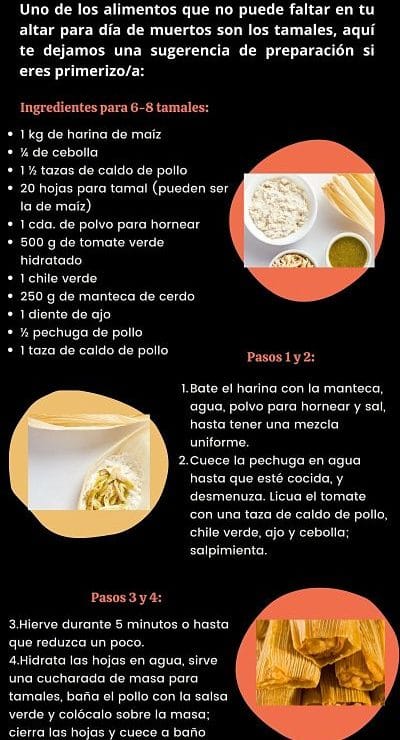 Uno de los alimentos que no puede faltar en tu
altar para día de muertos son los tamales, aquí
te dejamos una sugerencia de preparación si
eres primerizo/a:
Ingredientes para 6-8 tamales:
• 1 kg de harina de maíz
• ¼ de cebolla
• 1 ½ tazas de caldo de pollo
• 20 hojas para tamal (pueden ser
la de maíz)
• 1 cda. de polvo para hornear
• 500 g de tomate verde
hidratado
• 1 chile verde
• 250 g de manteca de cerdo
• 1 diente de ajo
• ½ pechuga de pollo
• 1 taza de caldo de pollo
Pasos 1 y 2:
1. Bate el harina con la manteca,
agua, polvo para hornear y sal,
hasta tener una mezcla
uniforme.
2. Cuece la pechuga en agua
hasta que esté cocida, y
desmenuza. Licua el tomate
con una taza de caldo de pollo,
chile verde, ajo y cebolla;
salpimienta.
Pasos 3 y 4:
3.Hierve durante 5 minutos o hasta
que reduzca un poco.
4.Hidrata las hojas en agua, sirve
una cucharada de masa para
tamales, baña el pollo con la salsa
verde y colócalo sobre la masa;
cierra las hojas y cuece a baño